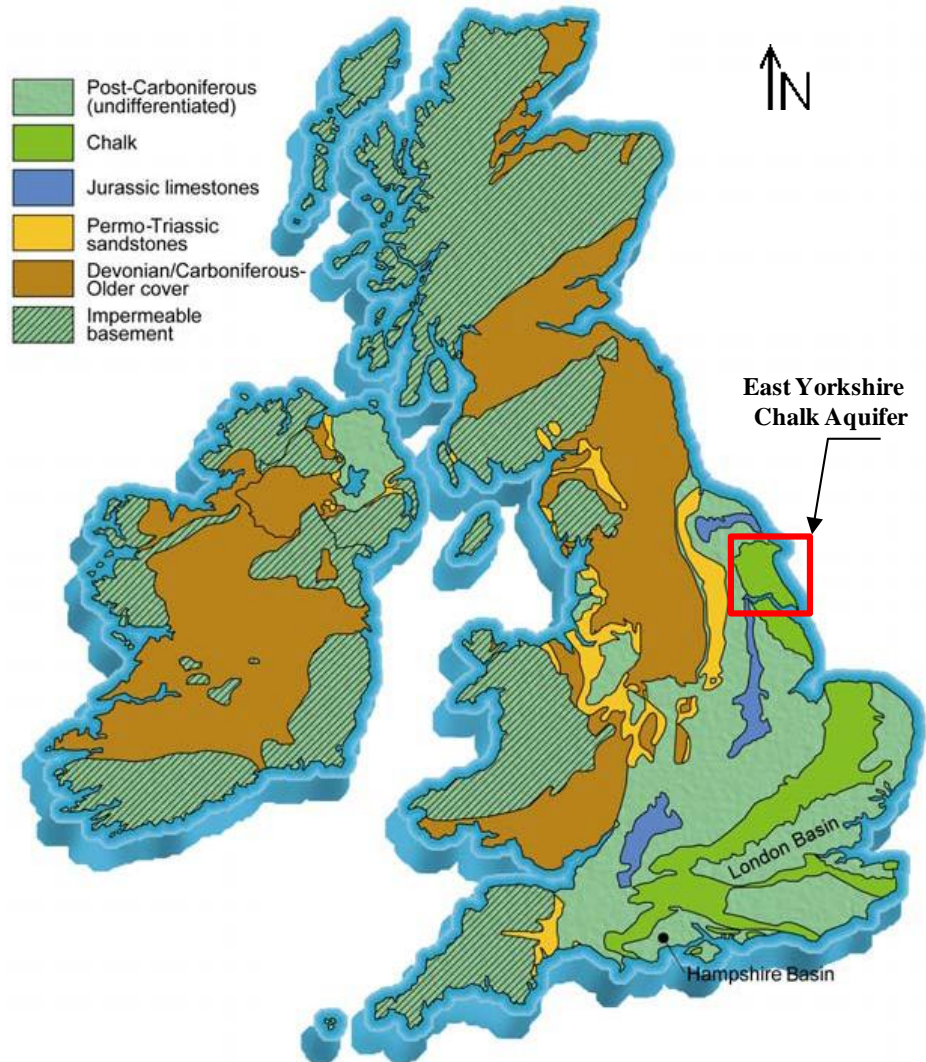 N
Post-Carboniferous
(undifferentiated)
Chalk
Jurassic limestones
Permo-Triassic
sandstones
Devonian/Carboniferous-
Older cover
Impermeable
basement
East Yorkshire
Chalk Aquifer
London Basin
Hampshire Basin